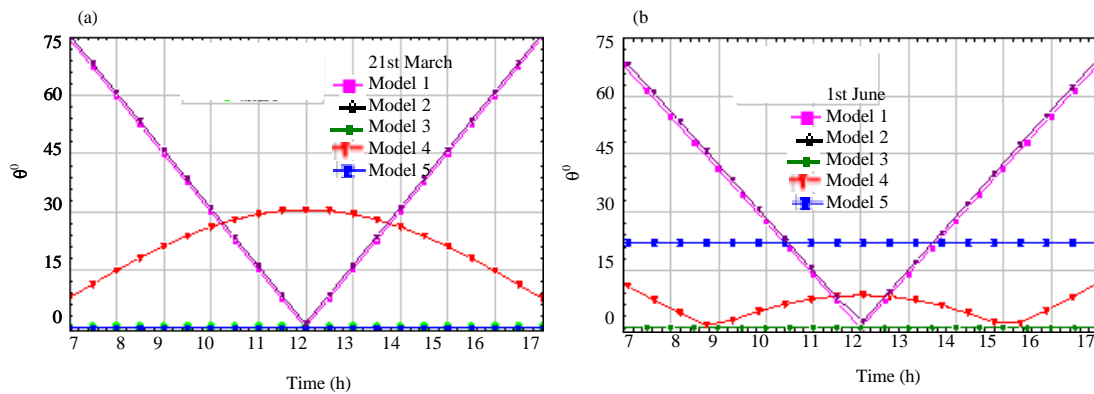 (a)
75
60
45
30
15
0
θ⁰
21st March
Model 1
Model 2
Model 3
Model 4
Model 5
7 8 9 10 11 12 13 14 15 16 17
Time (h)
(b)
75
60
45
30
15
0
θ⁰
1st June
Model 1
Model 2
Model 3
Model 4
Model 5
7 8 9 10 11 12 13 14 15 16 17
Time (h)